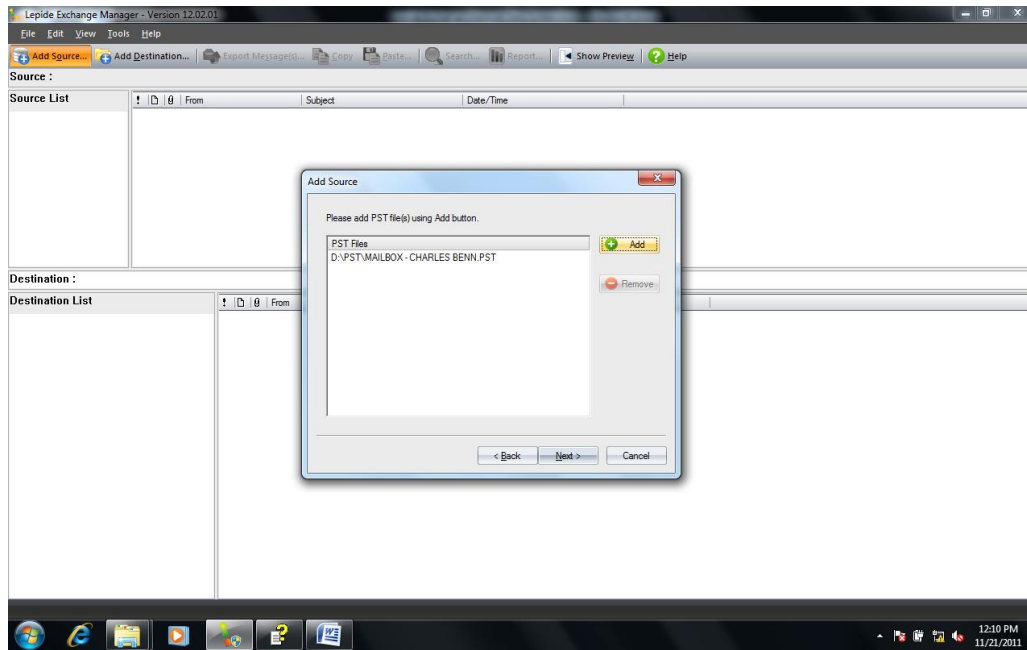 Lepide Exchange Manager - Version 12.02.01
File Edit View Tools Help
Add Source... Add Destination... Export Message(s)... Copy Paste... Search... Report... Show Preview Help
Source :
Source List ! From Subject Date/Time
Add Source
Please add PST file(s) using Add button.
PST Files
Add
D:\PST\MAILBOX - CHARLES BENN.PST
Remove
Destination :
Destination List ! From
< Back Next > Cancel
12:10 PM
11/21/2011